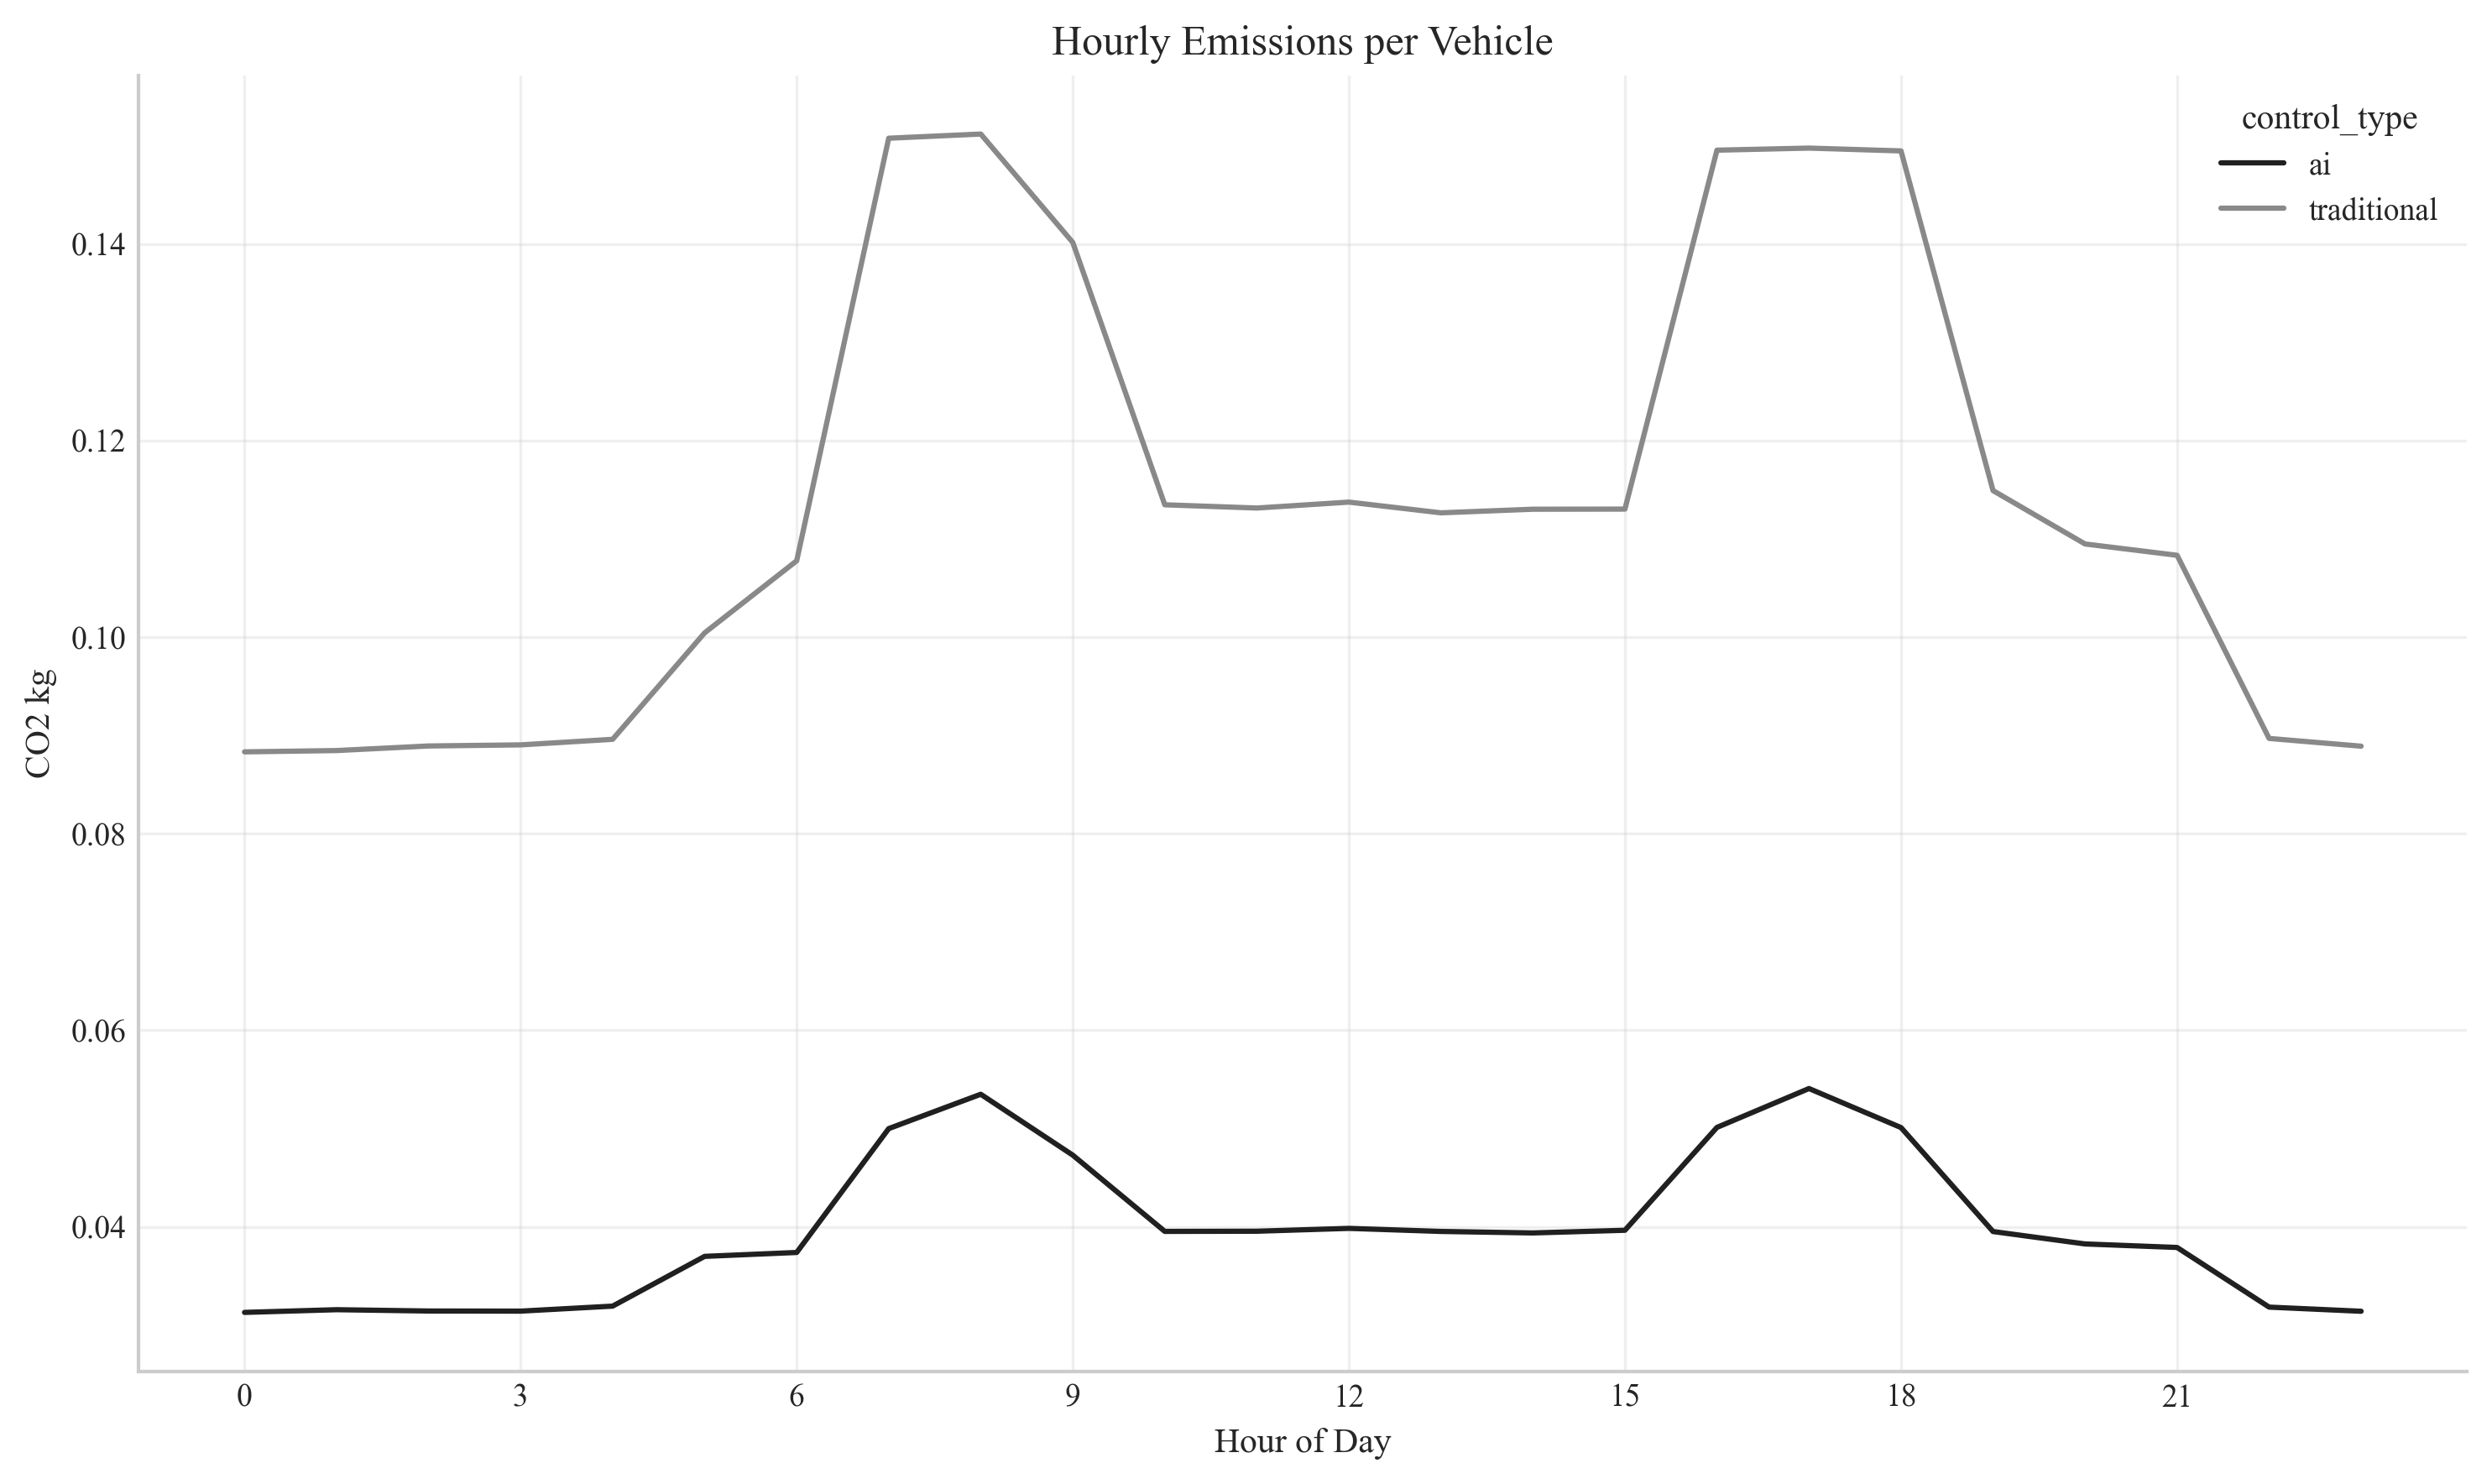 Hourly Emissions per Vehicle
control_type
ai
traditional
CO2 kg
0.14
0.12
0.10
0.08
0.06
0.04
0 3 6 9 12 15 18 21
Hour of Day